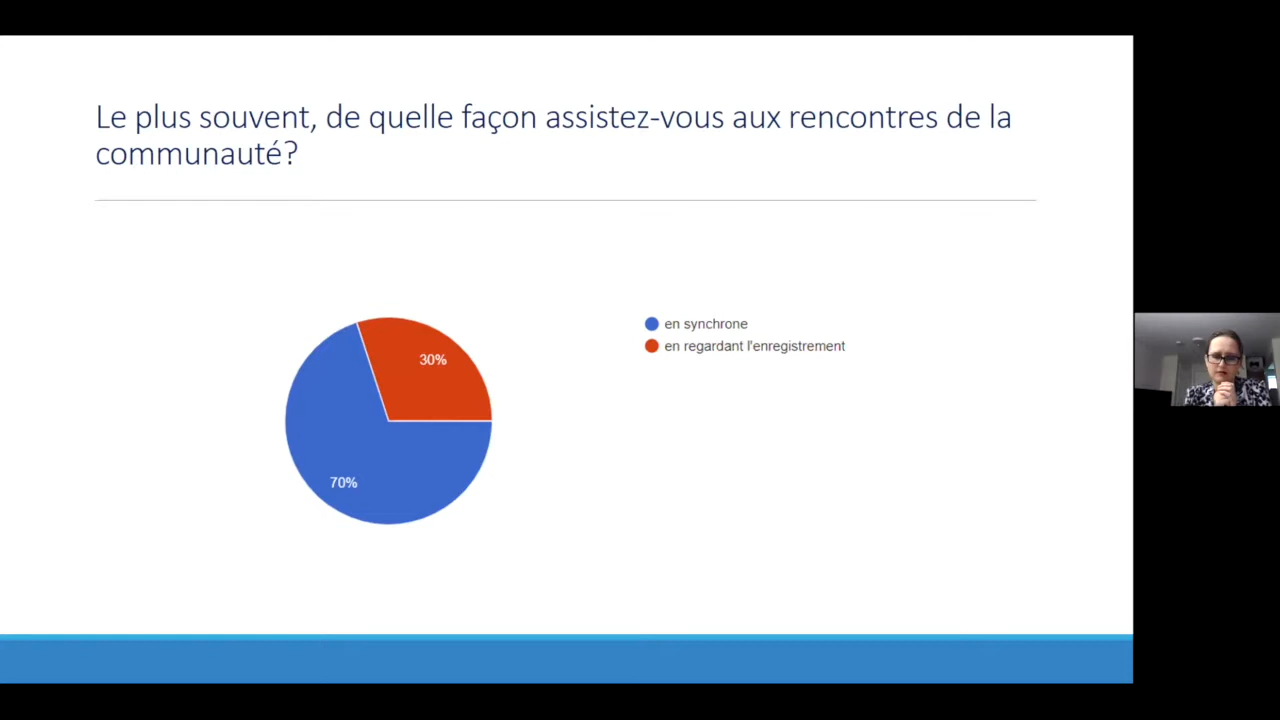 Le plus souvent, de quelle façon assistez-vous aux rencontres de la
communauté?
en synchrone
en regardant l'enregistrement
30%
70%